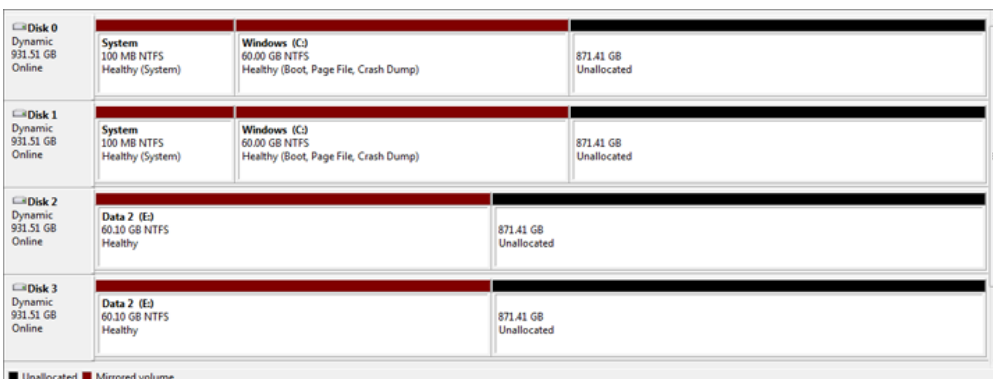 Disk 0
Dynamic
931.51 GB
Online
System
100 MB NTFS
Healthy (System)
Windows (C:)
60.00 GB NTFS
Healthy (Boot, Page File, Crash Dump)
871.41 GB
Unallocated
Disk 1
Dynamic
931.51 GB
Online
System
100 MB NTFS
Healthy (System)
Windows (C:)
60.00 GB NTFS
Healthy (Boot, Page File, Crash Dump)
871.41 GB
Unallocated
Disk 2
Dynamic
931.51 GB
Online
Data 2 (E:)
60.10 GB NTFS
Healthy
871.41 GB
Unallocated
Disk 3
Dynamic
931.51 GB
Online
Data 2 (E:)
60.10 GB NTFS
Healthy
871.41 GB
Unallocated
Unallocated Mirrored volume